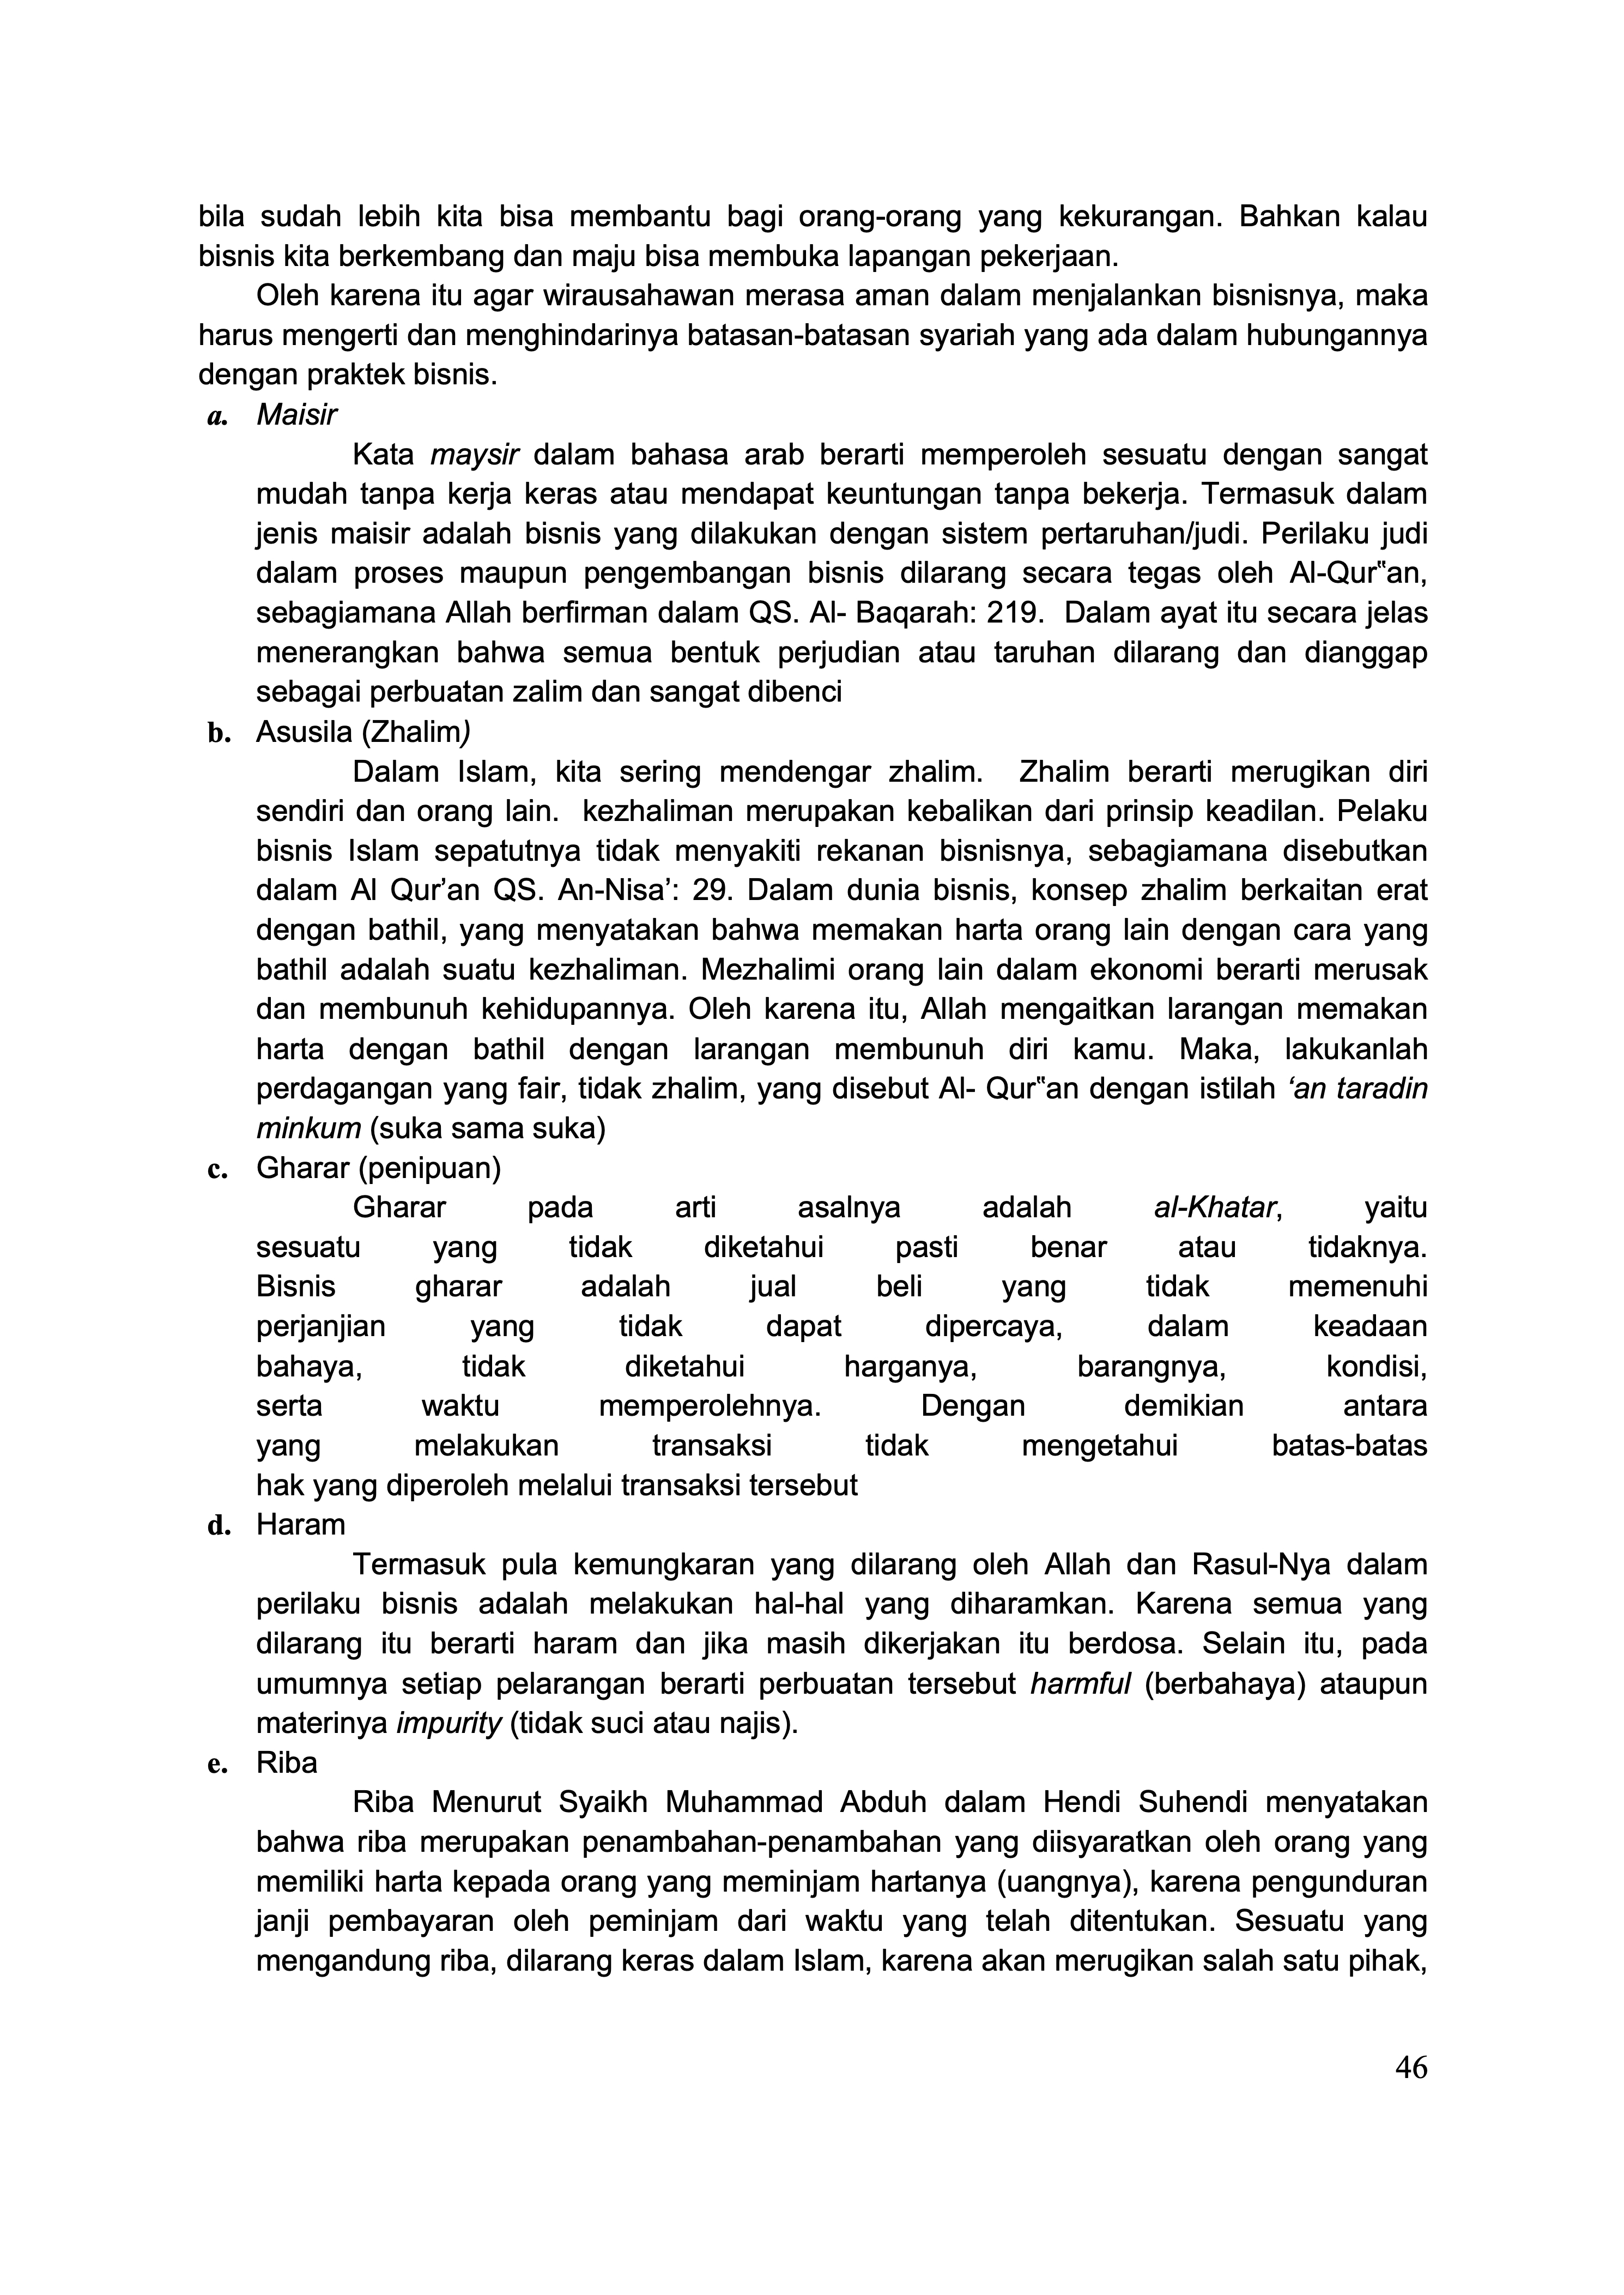 bila sudah lebih kita bisa membantu bagi orang-orang yang kekurangan. Bahkan kalau
bisnis kita berkembang dan maju bisa membuka lapangan pekerjaan.
Oleh karena itu agar wirausahawan merasa aman dalam menjalankan bisnisnya, maka
harus mengerti dan menghindarinya batasan-batasan syariah yang ada dalam hubungannya
dengan praktek bisnis.
a. Maisir
Kata maysir dalam bahasa arab berarti memperoleh sesuatu dengan sangat
mudah tanpa kerja keras atau mendapat keuntungan tanpa bekerja. Termasuk dalam
jenis maisir adalah bisnis yang dilakukan dengan sistem pertaruhan/judi. Perilaku judi
dalam proses maupun pengembangan bisnis dilarang secara tegas oleh Al-Qur‟an,
sebagiamana Allah berfirman dalam QS. Al- Baqarah: 219.  Dalam ayat itu secara jelas
menerangkan bahwa semua bentuk perjudian atau taruhan dilarang dan dianggap
sebagai perbuatan zalim dan sangat dibenci
b. Asusila (Zhalim)
Dalam Islam, kita sering mendengar zhalim.  Zhalim berarti merugikan diri
sendiri dan orang lain.  kezhaliman merupakan kebalikan dari prinsip keadilan. Pelaku
bisnis Islam sepatutnya tidak menyakiti rekanan bisnisnya, sebagiamana disebutkan
dalam Al Qur’an QS. An-Nisa’: 29. Dalam dunia bisnis, konsep zhalim berkaitan erat
dengan bathil, yang menyatakan bahwa memakan harta orang lain dengan cara yang
bathil adalah suatu kezhaliman. Mezhalimi orang lain dalam ekonomi berarti merusak
dan membunuh kehidupannya. Oleh karena itu, Allah mengaitkan larangan memakan
harta dengan bathil dengan larangan membunuh diri kamu. Maka, lakukanlah
perdagangan yang fair, tidak zhalim, yang disebut Al- Qur‟an dengan istilah ‘an taradin
minkum (suka sama suka)
c. Gharar (penipuan)
Gharar pada arti asalnya adalah al-Khatar, yaitu
sesuatu yang tidak diketahui pasti benar atau tidaknya.
Bisnis gharar adalah jual beli yang tidak memenuhi
perjanjian yang tidak dapat dipercaya, dalam keadaan
bahaya, tidak diketahui harganya, barangnya, kondisi,
serta waktu memperolehnya. Dengan demikian antara
yang melakukan transaksi tidak mengetahui batas-batas
hak yang diperoleh melalui transaksi tersebut
d. Haram
Termasuk pula kemungkaran yang dilarang oleh Allah dan Rasul-Nya dalam
perilaku bisnis adalah melakukan hal-hal yang diharamkan. Karena semua yang
dilarang itu berarti haram dan jika masih dikerjakan itu berdosa. Selain itu, pada
umumnya setiap pelarangan berarti perbuatan tersebut harmful (berbahaya) ataupun
materinya impurity (tidak suci atau najis).
e. Riba
Riba Menurut Syaikh Muhammad Abduh dalam Hendi Suhendi menyatakan
bahwa riba merupakan penambahan-penambahan yang diisyaratkan oleh orang yang
memiliki harta kepada orang yang meminjam hartanya (uangnya), karena pengunduran
janji pembayaran oleh peminjam dari waktu yang telah ditentukan. Sesuatu yang
mengandung riba, dilarang keras dalam Islam, karena akan merugikan salah satu pihak,
46